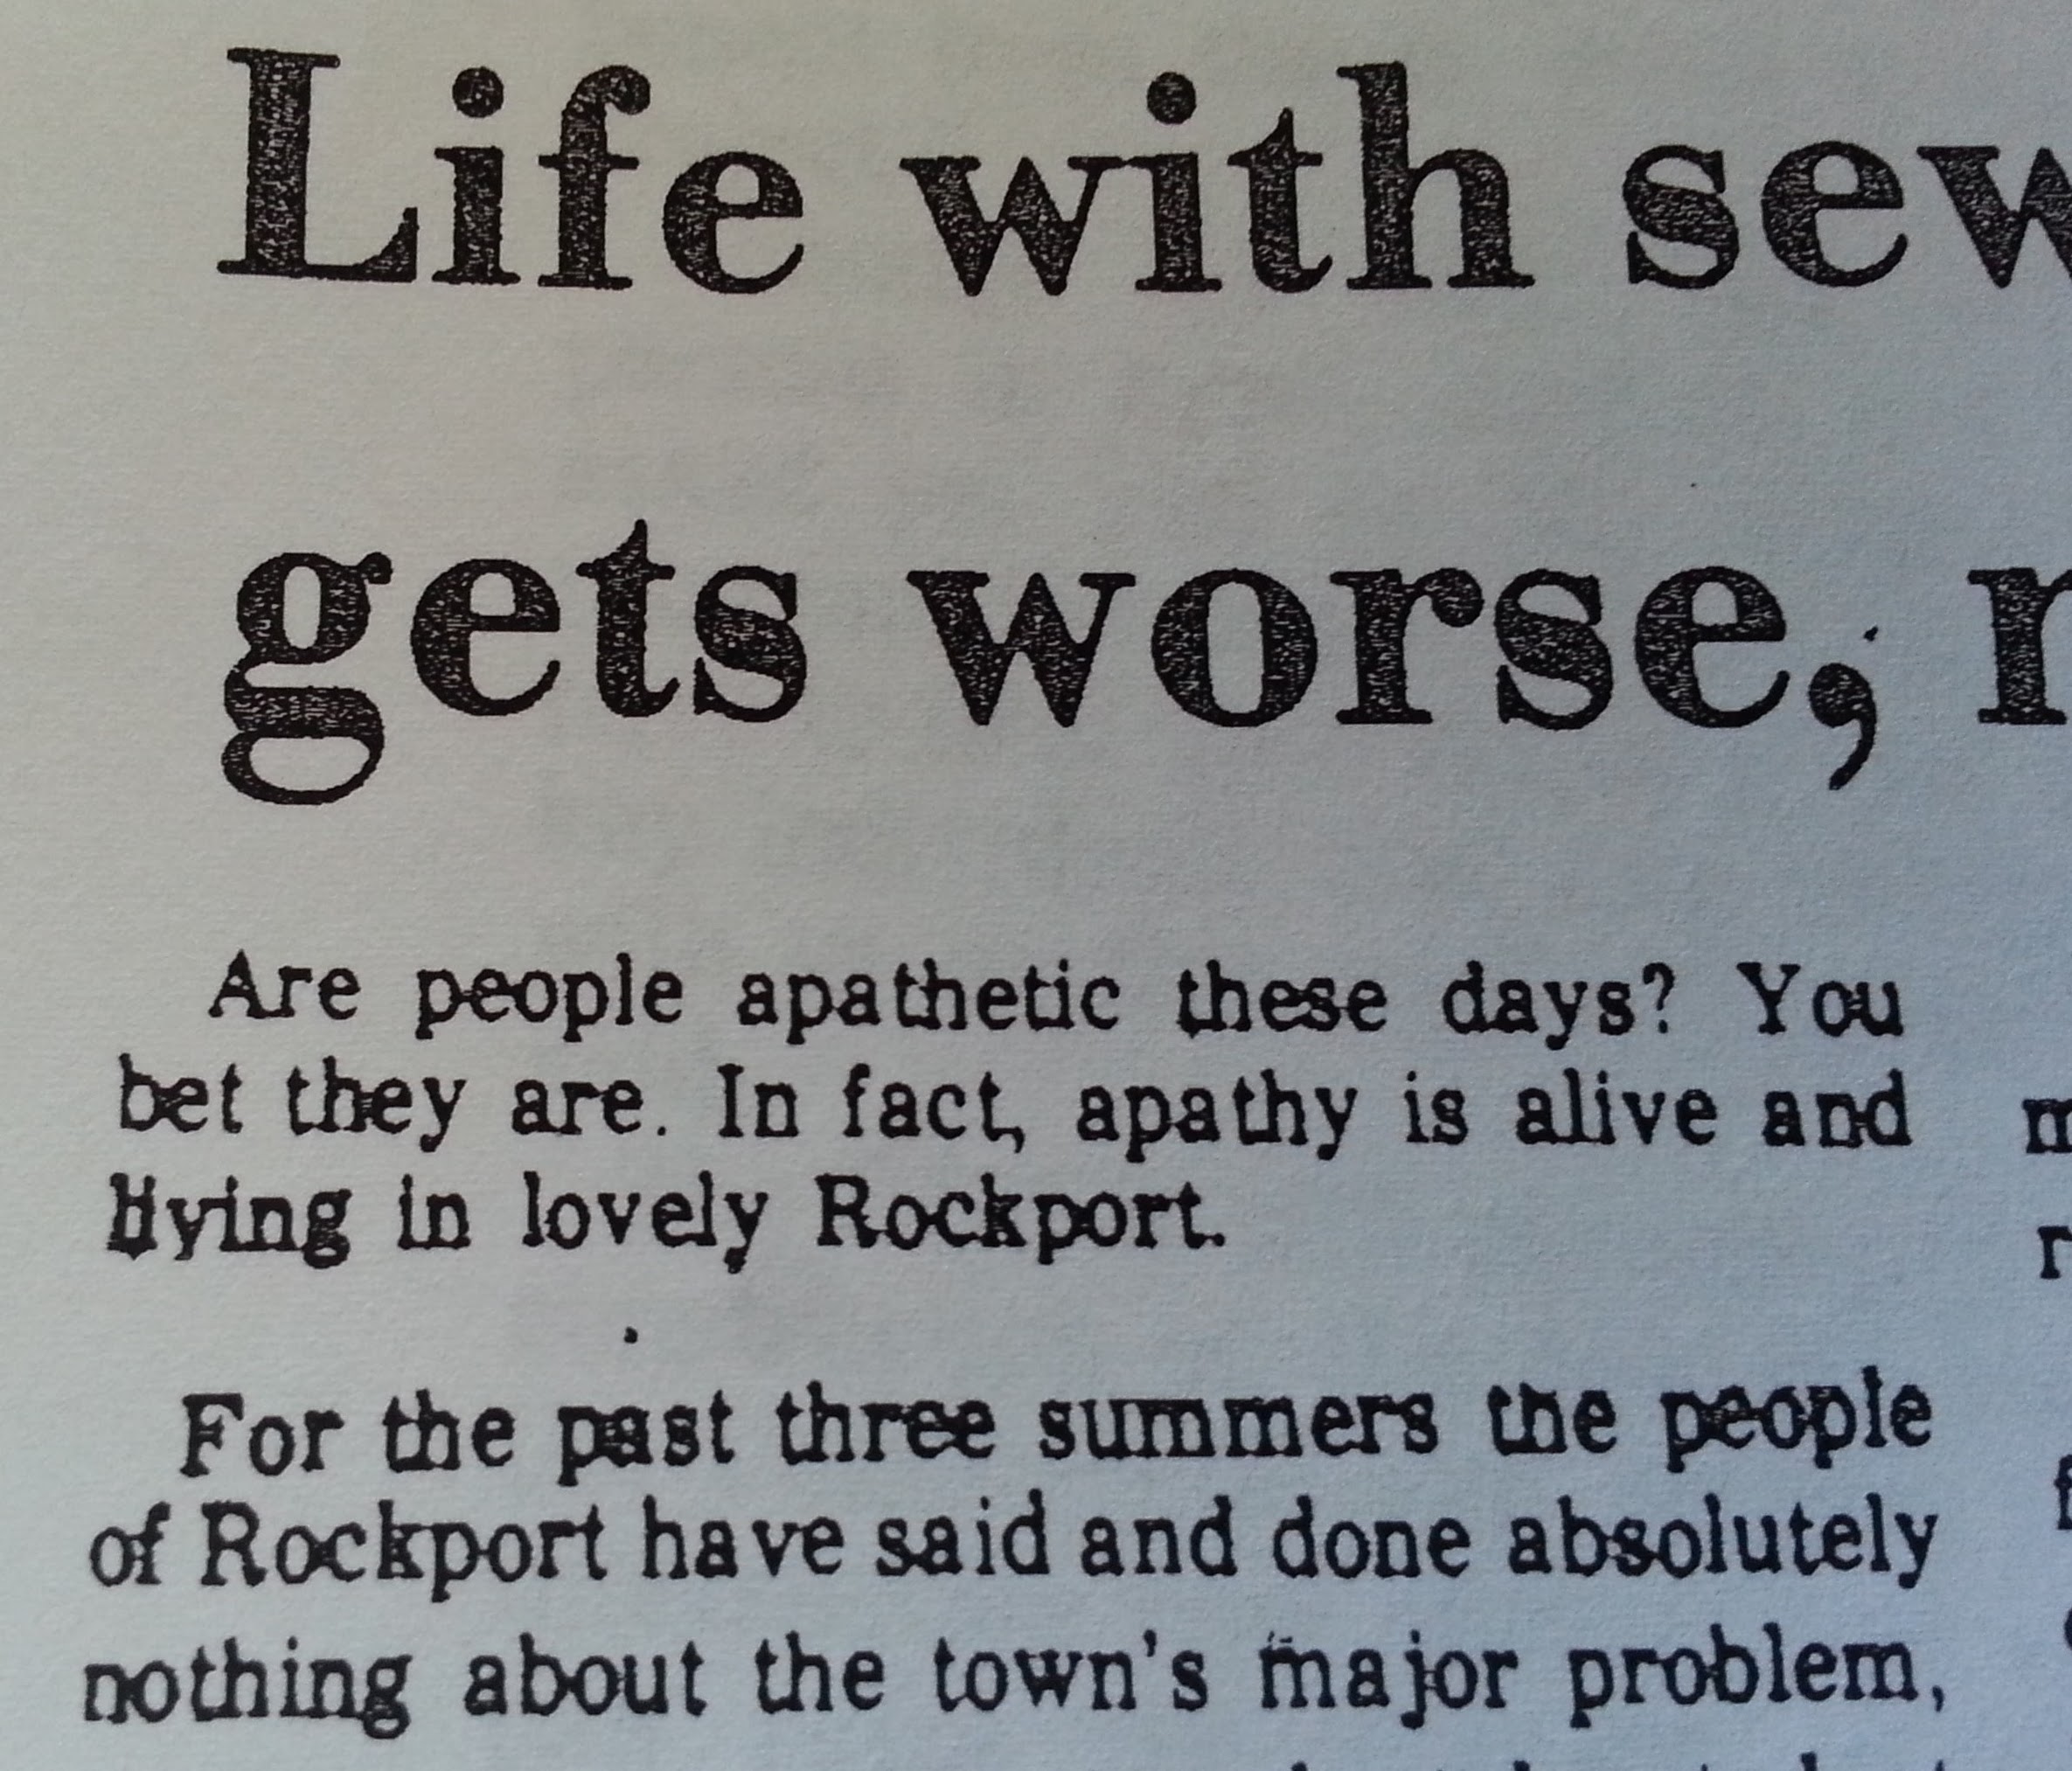 Life with sew
gets worse, r
Are people apathetic these days? You
bet they are. In fact, apathy is alive and
living in lovely Rockport.
For the past three summers the people
of Rockport have said and done absolutely
nothing about the town's major problem,